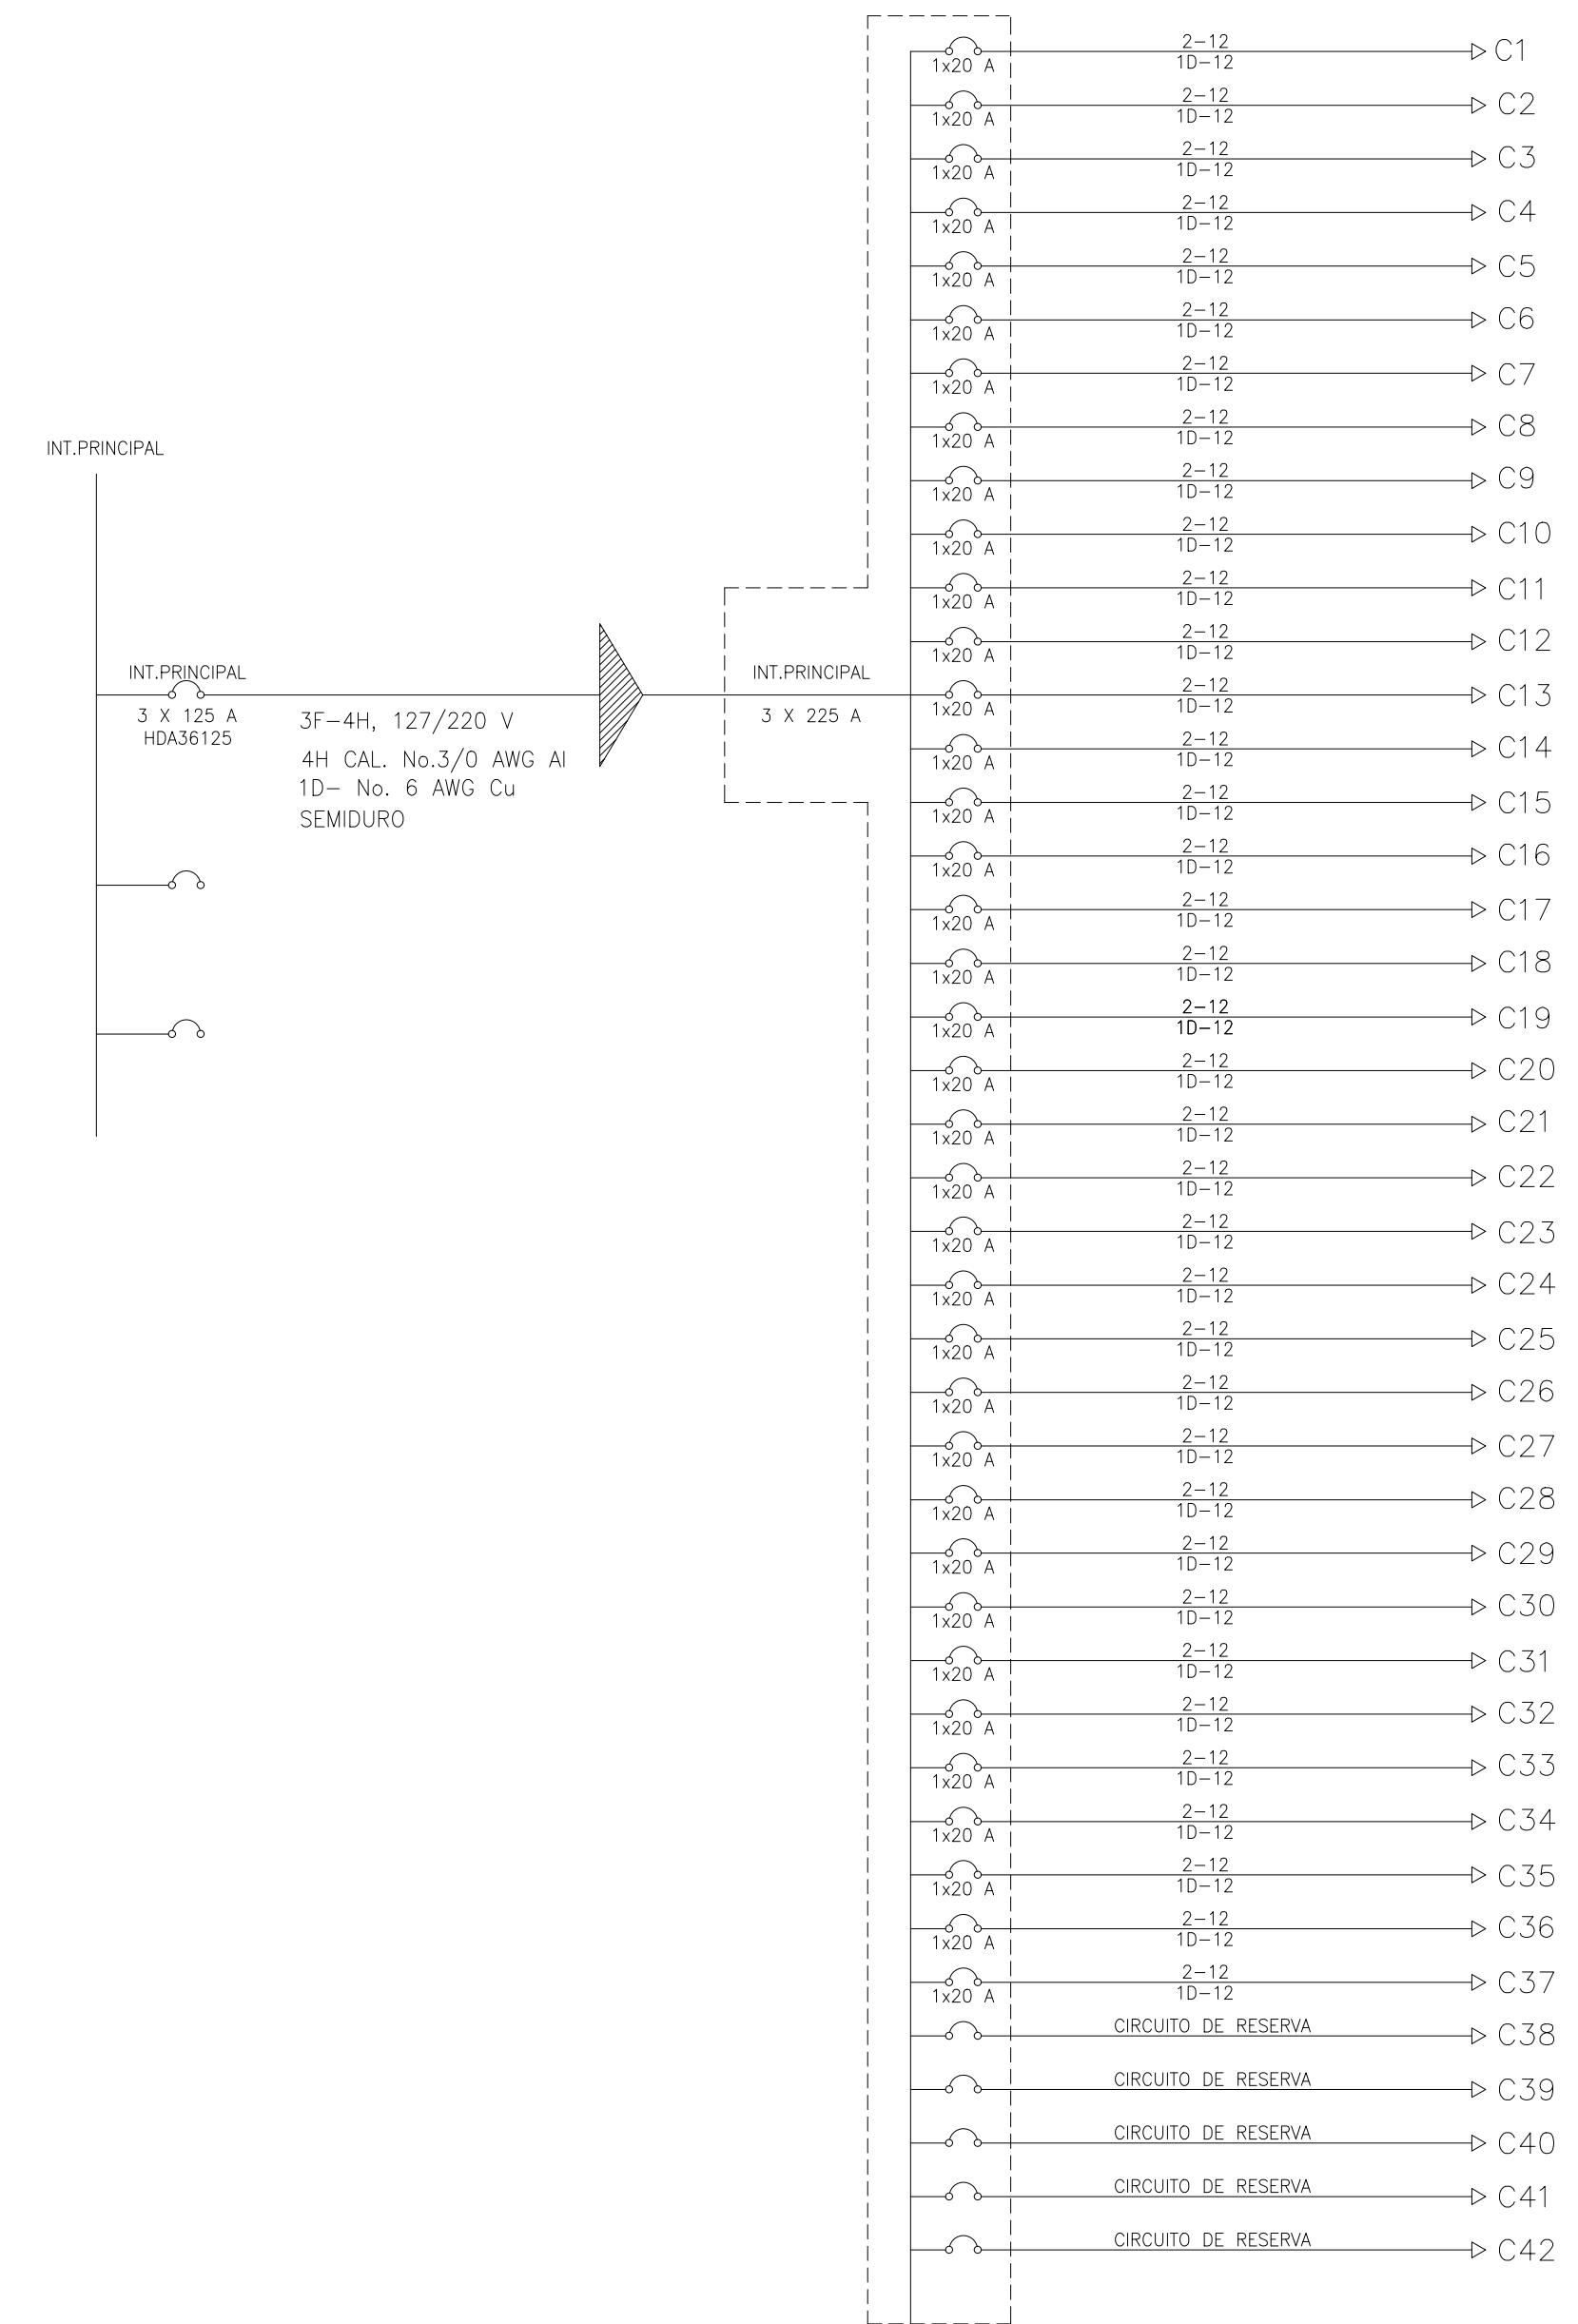 INT.PRINCIPAL
INT.PRINCIPAL
3 X 125 A
HDA36125
3F-4H, 127/220 V
4H CAL. No.3/0 AWG Al
1D- No. 6 AWG Cu
SEMIDURO
INT.PRINCIPAL
3 X 225 A
1x20 A 2-12 1D-12 C1
1x20 A 2-12 1D-12 C2
1x20 A 2-12 1D-12 C3
1x20 A 2-12 1D-12 C4
1x20 A 2-12 1D-12 C5
1x20 A 2-12 1D-12 C6
1x20 A 2-12 1D-12 C7
1x20 A 2-12 1D-12 C8
1x20 A 2-12 1D-12 C9
1x20 A 2-12 1D-12 C10
1x20 A 2-12 1D-12 C11
1x20 A 2-12 1D-12 C12
1x20 A 2-12 1D-12 C13
1x20 A 2-12 1D-12 C14
1x20 A 2-12 1D-12 C15
1x20 A 2-12 1D-12 C16
1x20 A 2-12 1D-12 C17
1x20 A 2-12 1D-12 C18
1x20 A 2-12 1D-12 C19
1x20 A 2-12 1D-12 C20
1x20 A 2-12 1D-12 C21
1x20 A 2-12 1D-12 C22
1x20 A 2-12 1D-12 C23
1x20 A 2-12 1D-12 C24
1x20 A 2-12 1D-12 C25
1x20 A 2-12 1D-12 C26
1x20 A 2-12 1D-12 C27
1x20 A 2-12 1D-12 C28
1x20 A 2-12 1D-12 C29
1x20 A 2-12 1D-12 C30
1x20 A 2-12 1D-12 C31
1x20 A 2-12 1D-12 C32
1x20 A 2-12 1D-12 C33
1x20 A 2-12 1D-12 C34
1x20 A 2-12 1D-12 C35
1x20 A 2-12 1D-12 C36
1x20 A 2-12 1D-12 C37
CIRCUITO DE RESERVA C38
CIRCUITO DE RESERVA C39
CIRCUITO DE RESERVA C40
CIRCUITO DE RESERVA C41
CIRCUITO DE RESERVA C42